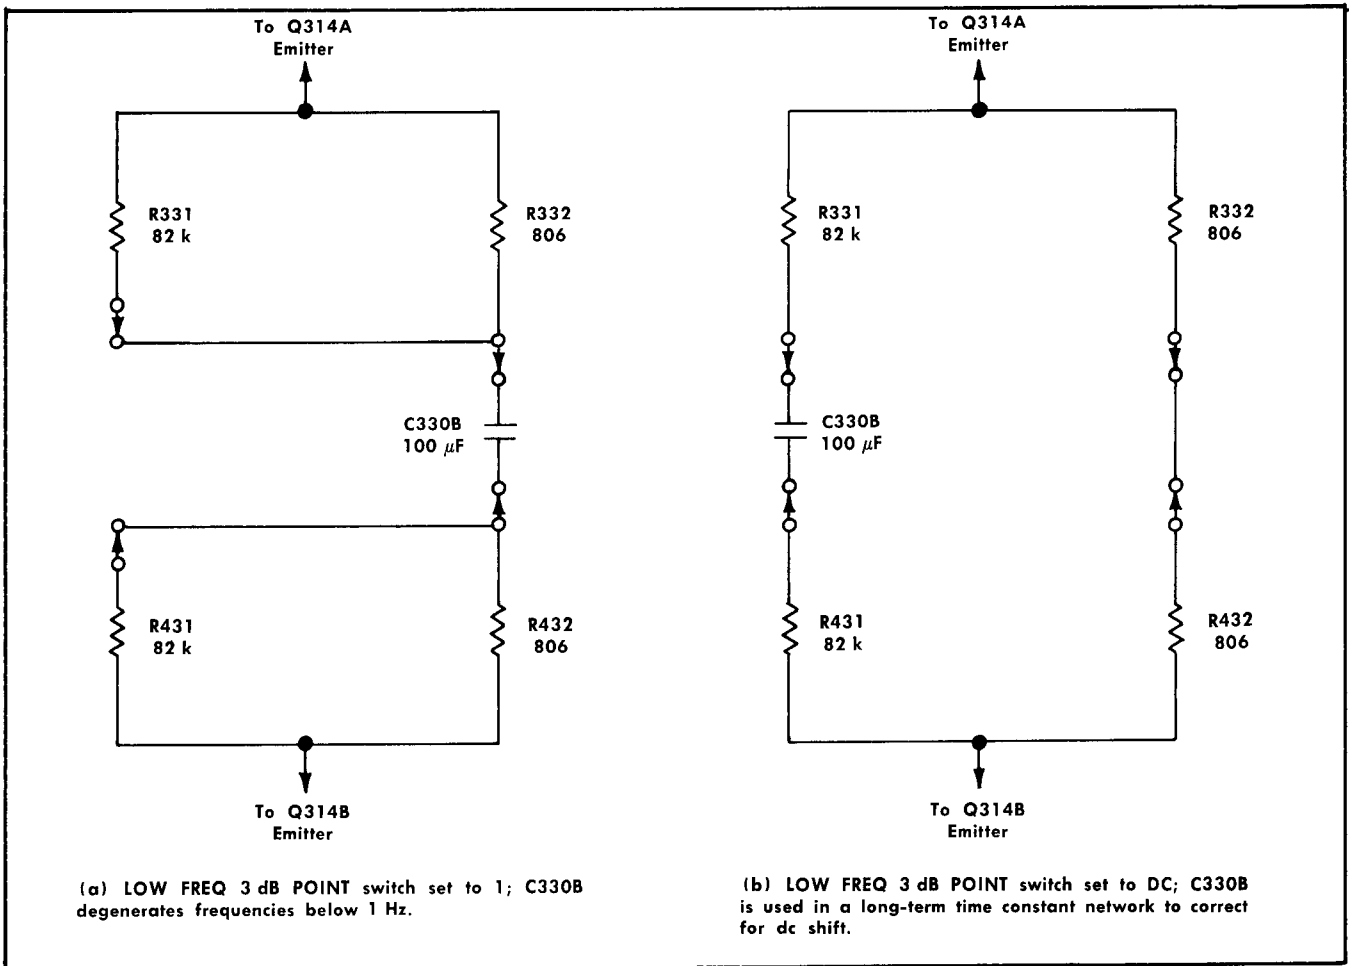 To Q314A
Emitter
R331
82 k
R332
806
C330B
100 μF
R431
82 k
R432
806
To Q314B
Emitter
(a) LOW FREQ 3 dB POINT switch set to 1; C330B
degenerates frequencies below 1 Hz.
To Q314A
Emitter
R331
82 k
R332
806
C330B
100 μF
R431
82 k
R432
806
To Q314B
Emitter
(b) LOW FREQ 3 dB POINT switch set to DC; C330B
is used in a long-term time constant network to correct
for dc shift.